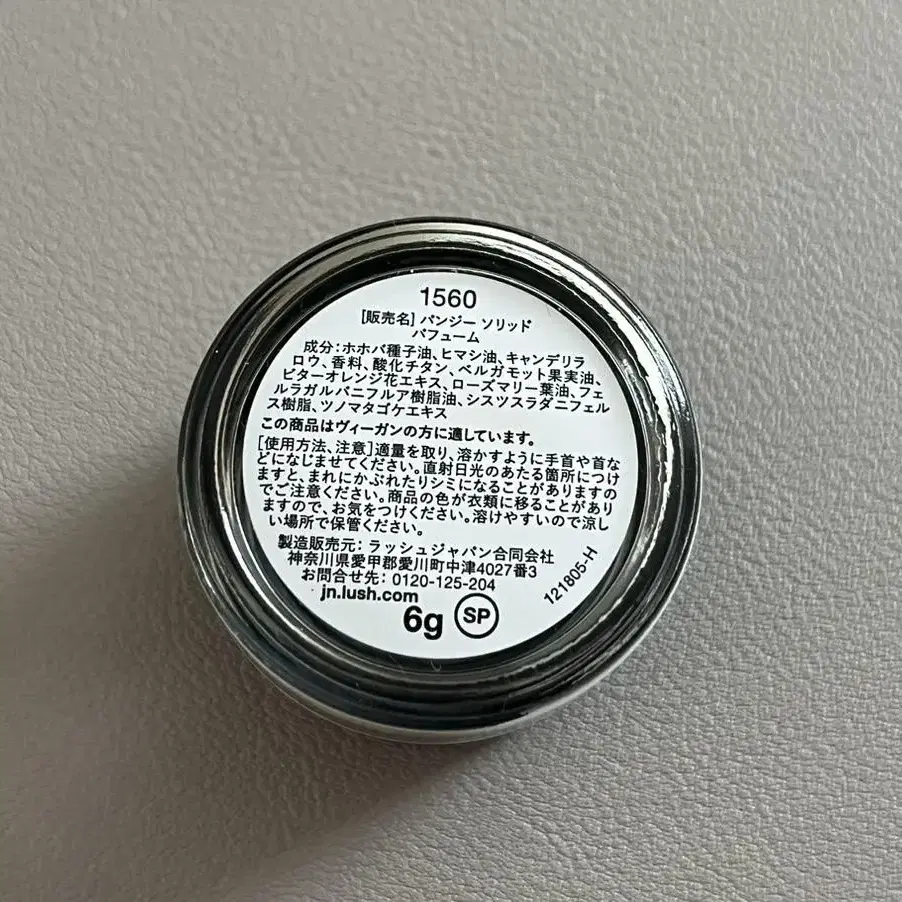 1560
[販売名] パンジー ソリッド
パフューム
成分:ホホバ種子油、ヒマシ油、キャンデリラ
ロウ、香料、酸化チタン、ベルガモット果実油、
ビターオレンジ花エキス、ローズマリー葉油、フェ
ルラガルバニフルア樹脂油、シスツスラダニフェル
ス樹脂、ツノマタゴケエキス
この商品はヴィーガンの方に適しています。
[使用方法、注意]適量を取り、溶かすように手首や首な
どになじませてください。直射日光のあたる箇所につけ
ますと、まれにかぶれたりシミになることがありますの
でご注意ください。商品の色が衣類に移ることがあり
ますので、お気をつけください。溶けやすいので涼し
い場所で保管ください。
製造販売元: ラッシュジャパン合同会社
神奈川県愛甲郡愛川町中津4027番3
お問合せ先: 0120-125-204
jn.lush.com
6g SP
121805-H